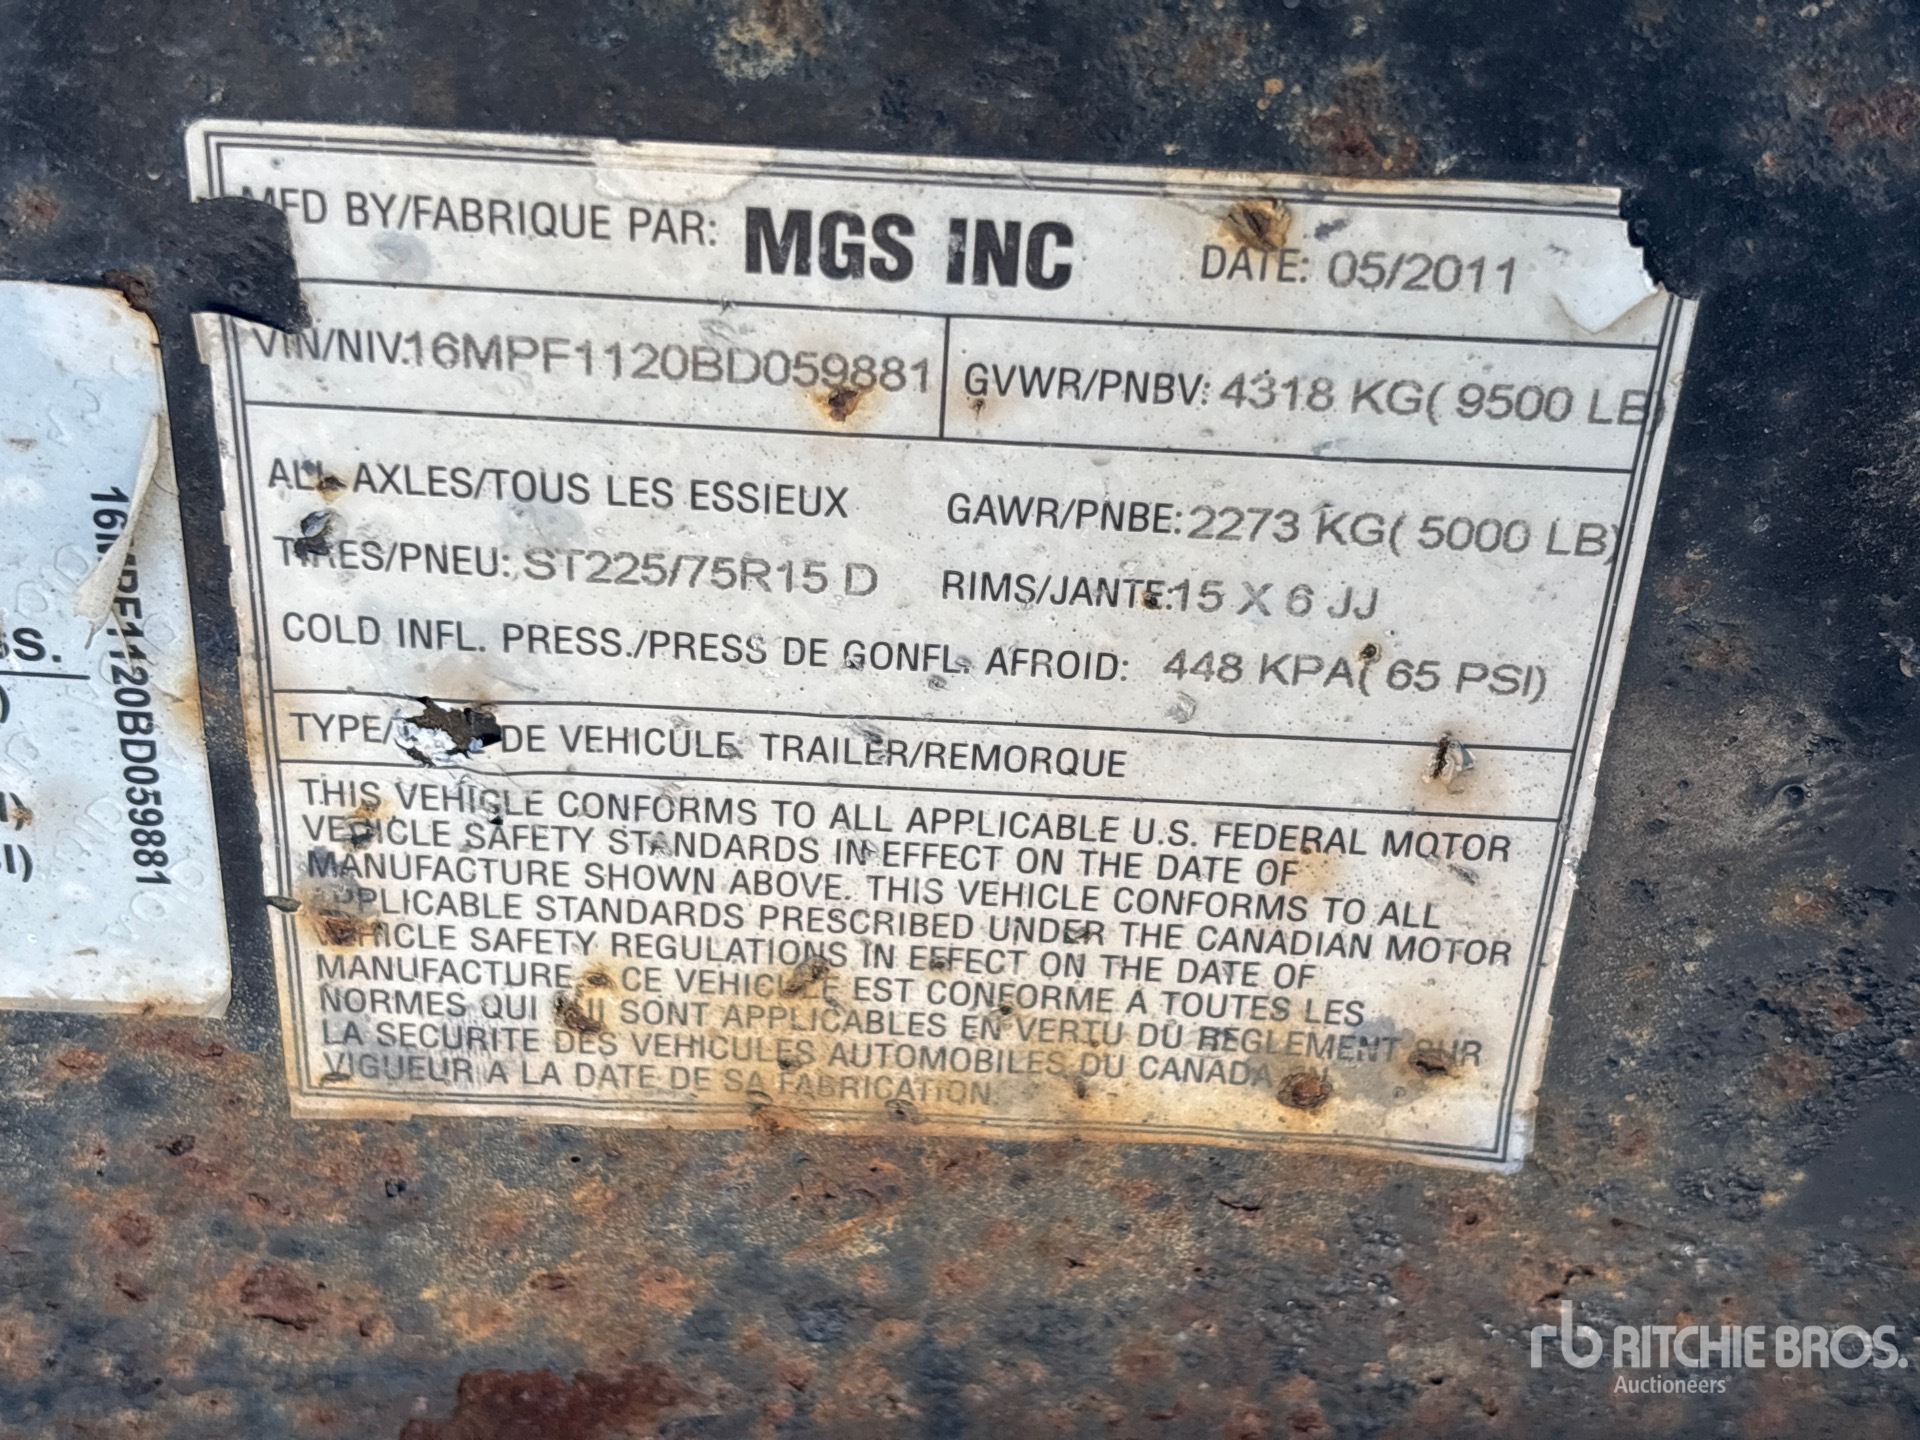 MFD BY/FABRIQUE PAR: MGS INC DATE: 05/2011
VIN/NIV: 16MPF1120BD059881 GVWR/PNBV: 4318 KG( 9500 LB)
ALL AXLES/TOUS LES ESSIEUX GAWR/PNBE: 2273 KG( 5000 LB)
TIRES/PNEU: ST225/75R15 D RIMS/JANTE: 15 X 6 JJ
COLD INFL. PRESS./PRESS DE GONFL. AFROID: 448 KPA( 65 PSI)
TYPE/ DE VEHICULE TRAILER/REMORQUE
THIS VEHICLE CONFORMS TO ALL APPLICABLE U.S. FEDERAL MOTOR
VEHICLE SAFETY STANDARDS IN EFFECT ON THE DATE OF
MANUFACTURE SHOWN ABOVE. THIS VEHICLE CONFORMS TO ALL
APPLICABLE STANDARDS PRESCRIBED UNDER THE CANADIAN MOTOR
VEHICLE SAFETY REGULATIONS IN EFFECT ON THE DATE OF
MANUFACTURE. CE VEHICULE EST CONFORME A TOUTES LES
NORMES QUI LUI SONT APPLICABLES EN VERTU DU REGLEMENT SUR
LA SECURITE DES VEHICULES AUTOMOBILES DU CANADA EN
VIGUEUR A LA DATE DE SA FABRICATION.
16MPF1120BD059881
SS.
)
I)
SI)
rb RITCHIE BROS.
Auctioneers